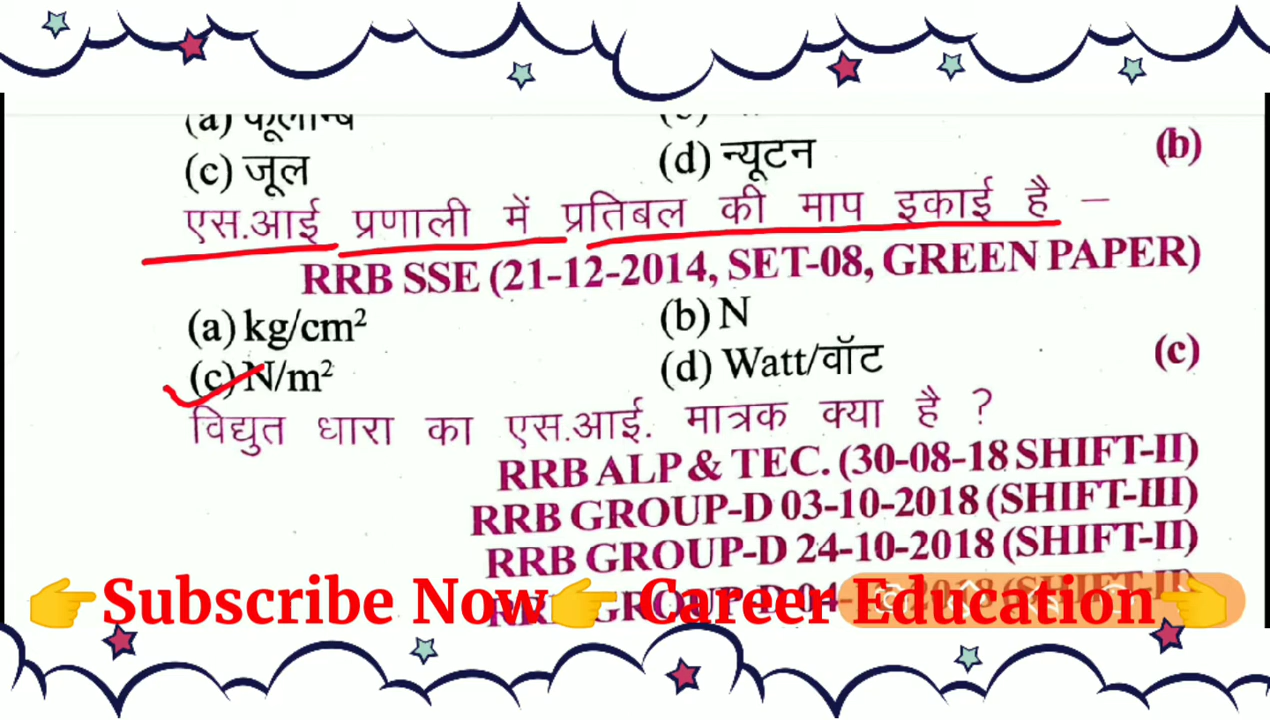 (a) कूलॉम्ब
(c) जूल (d) न्यूटन (b)
एस.आई प्रणाली में प्रतिबल की माप इकाई है –
RRB SSE (21-12-2014, SET-08, GREEN PAPER)
(a) kg/cm² (b) N
(c) N/m² (d) Watt/वॉट (c)
विद्युत धारा का एस.आई. मात्रक क्या है ?
RRB ALP & TEC. (30-08-18 SHIFT-II)
RRB GROUP-D 03-10-2018 (SHIFT-III)
RRB GROUP-D 24-10-2018 (SHIFT-II)
👉Subscribe Now👉 Career Education👈